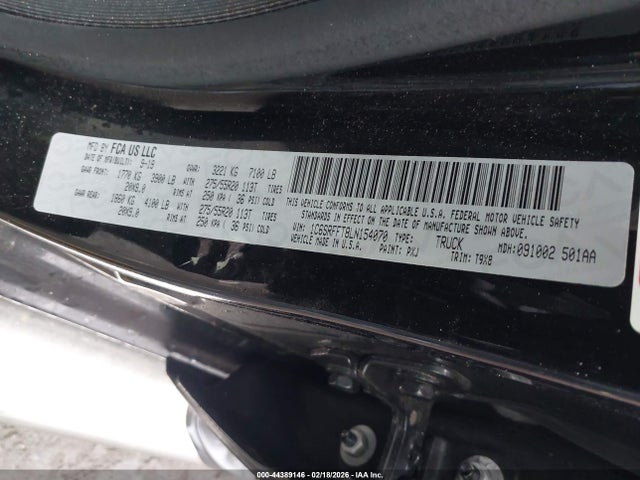 MFD BY FCA US LLC
DATE OF MFR/BUILT: 9-19 GVWR: 3221 KG 7100 LB
GAWR FRONT: 1770 KG 3900 LB WITH 275/55R20 113T TIRES
20X9.0 RIMS AT 250 KPA ( 36 PSI COLD)
GAWR REAR: 1860 KG 4100 LB WITH 275/55R20 113T TIRES
20X9.0 RIMS AT 250 KPA ( 36 PSI COLD)
THIS VEHICLE CONFORMS TO ALL APPLICABLE U.S.A. FEDERAL MOTOR VEHICLE SAFETY
STANDARDS IN EFFECT ON THE DATE OF MANUFACTURE SHOWN ABOVE.
VIN: 1C6SRFFT8LN154070 TYPE: TRUCK MDH: 091002 501AA
VEHICLE MADE IN U.S.A. PAINT: PXJ TRIM: T9X8
000-44389146 - 02/18/2026 - IAA Inc.